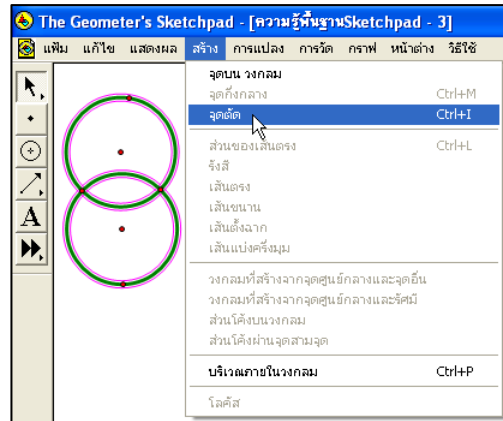 The Geometer's Sketchpad - [ความรู้พื้นฐานSketchpad - 3]
แฟ้ม แก้ไข แสดงผล สร้าง การแปลง การวัด กราฟ หน้าต่าง วิธีใช้
จุดบน วงกลม
จุดกึ่งกลาง Ctrl+M
จุดตัด Ctrl+I
ส่วนของเส้นตรง Ctrl+L
รังสี
เส้นตรง
เส้นขนาน
เส้นตั้งฉาก
เส้นแบ่งครึ่งมุม
วงกลมที่สร้างจากจุดศูนย์กลางและจุดอื่น
วงกลมที่สร้างจากจุดศูนย์กลางและรัศมี
ส่วนโค้งบนวงกลม
ส่วนโค้งผ่านจุดสามจุด
บริเวณภายในวงกลม Ctrl+P
โลคัส
A